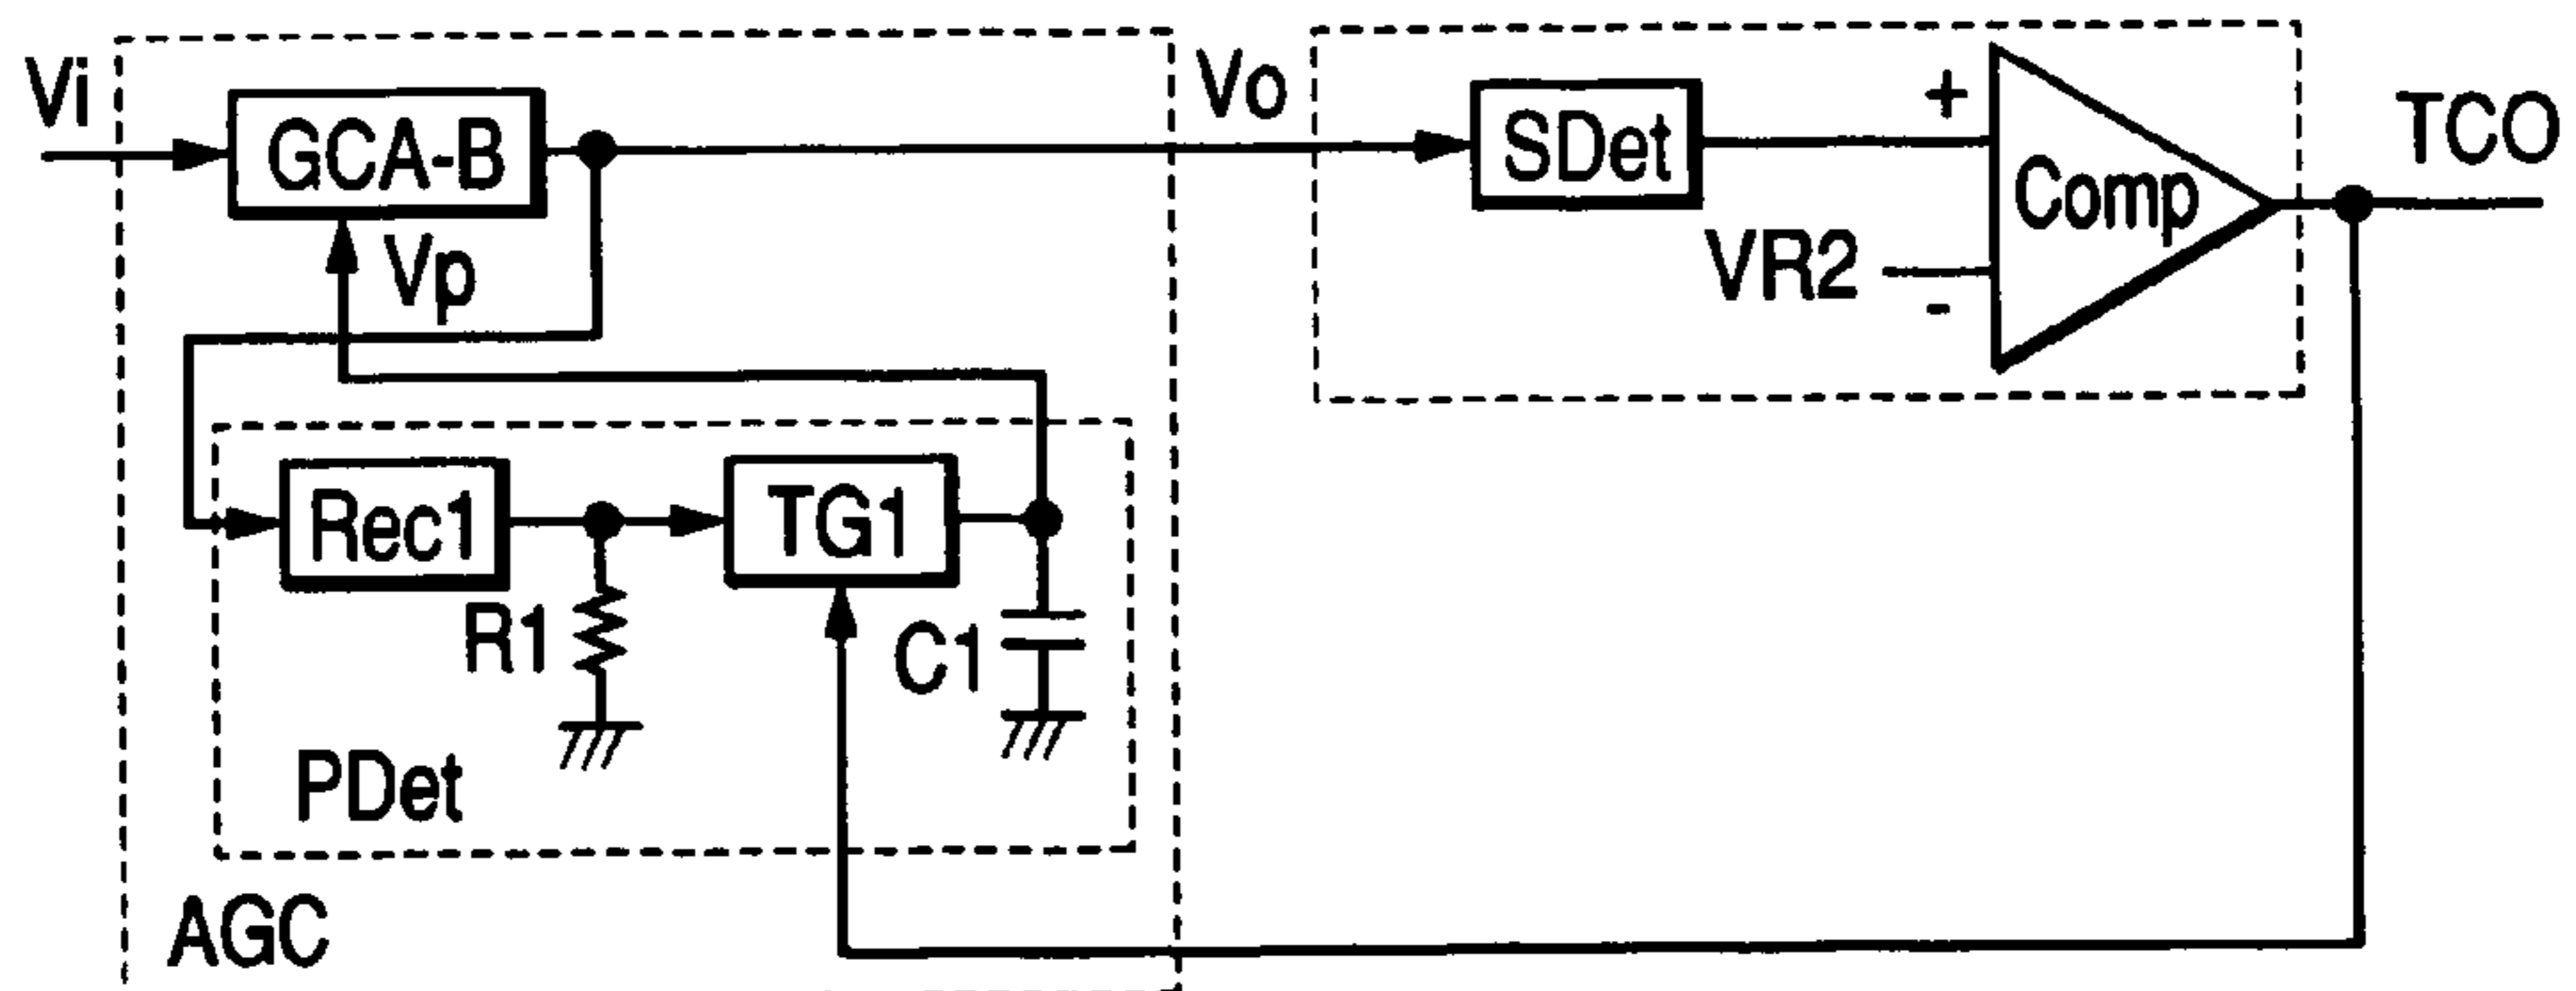 Vi
GCA-B
Vo
SDet
+
Comp
TCO
Vp
VR2
-
Rec1
TG1
R1
C1
PDet
AGC